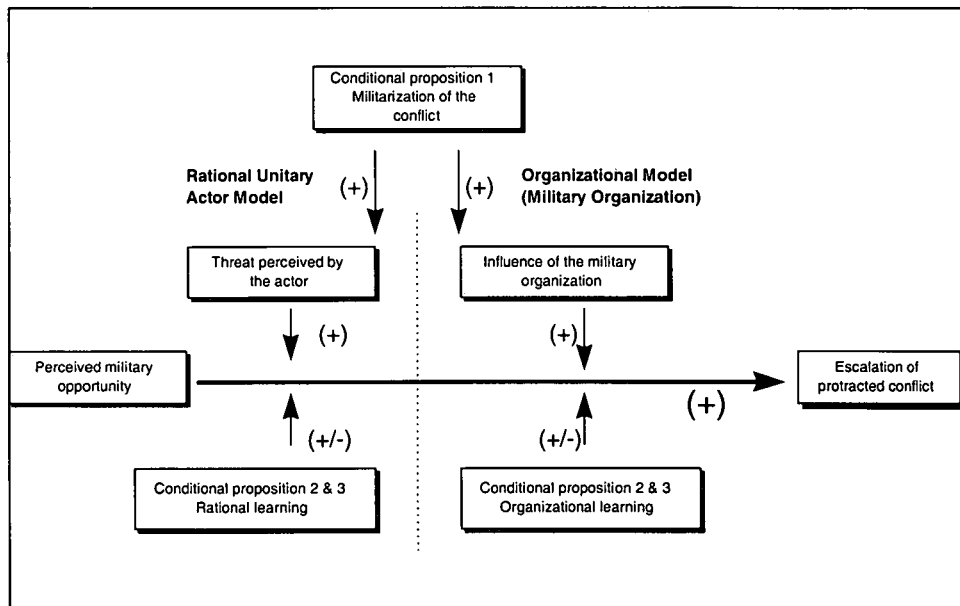 Conditional proposition 1
Militarization of the
conflict
Rational Unitary
Actor Model
(+)
(+)
Organizational Model
(Military Organization)
Threat perceived by
the actor
Influence of the military
organization
(+)
(+)
Perceived military
opportunity
Escalation of
protracted conflict
(+)
(+/-)
(+/-)
Conditional proposition 2 & 3
Rational learning
Conditional proposition 2 & 3
Organizational learning